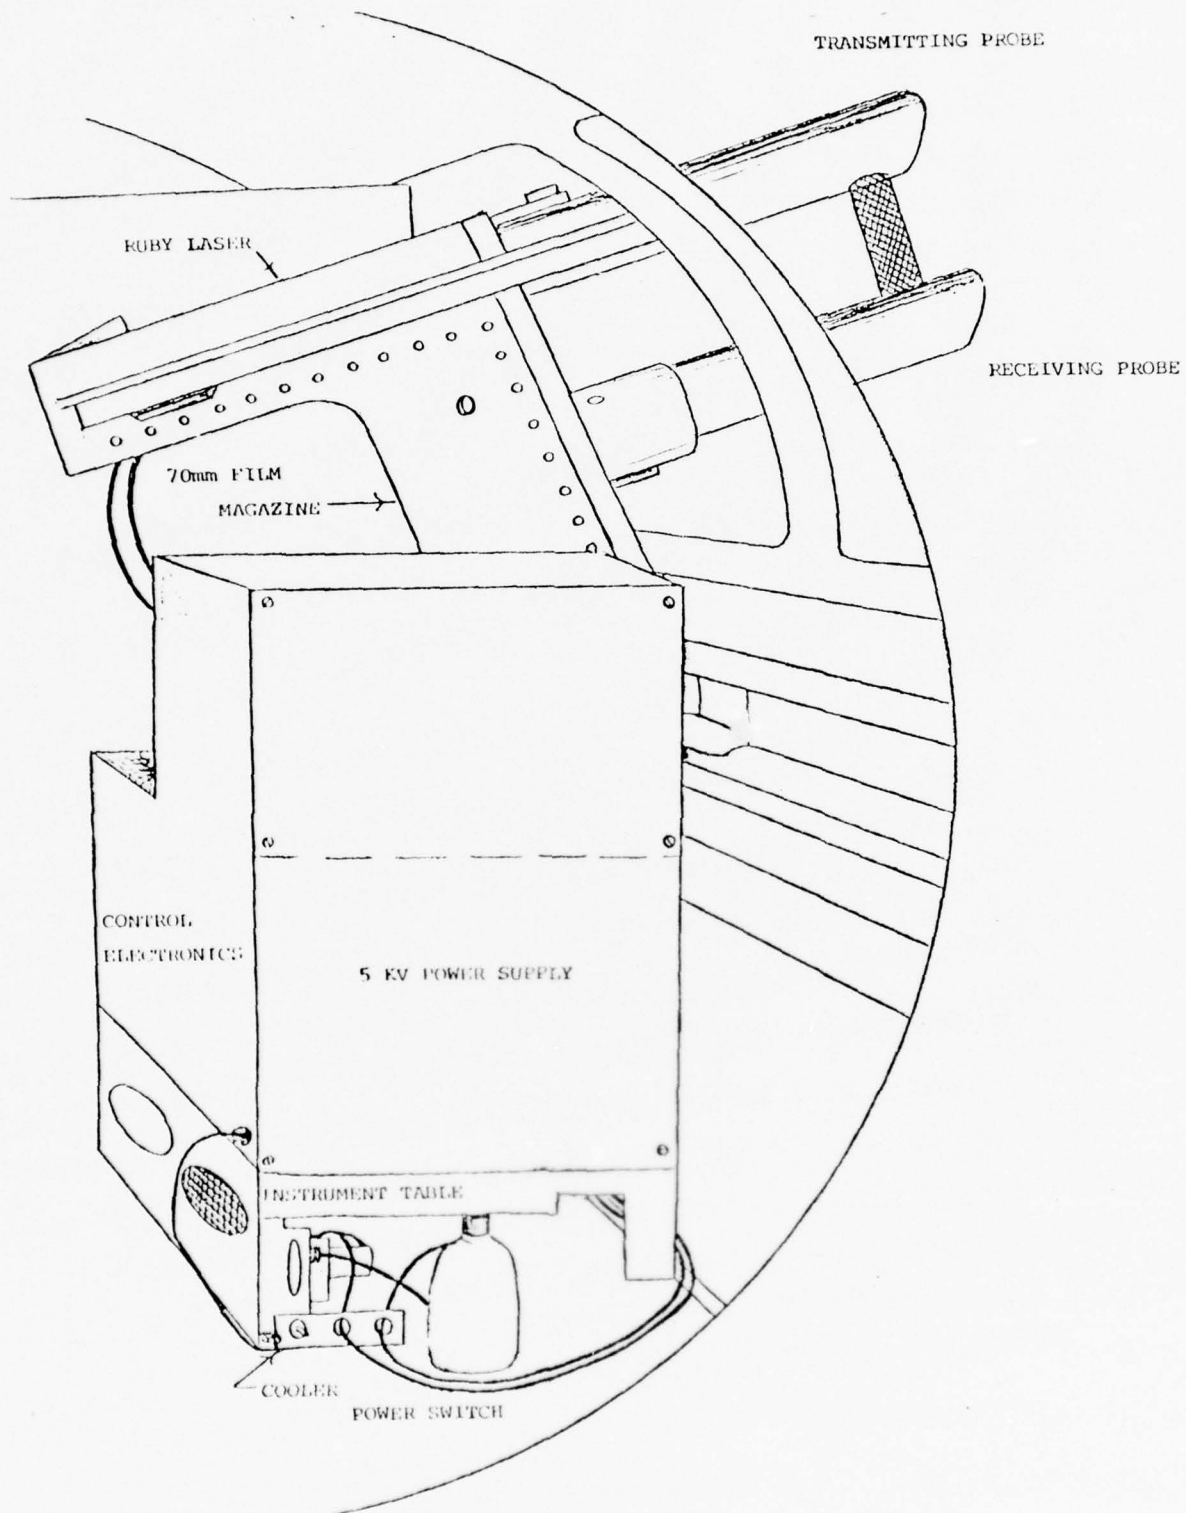 TRANSMITTING PROBE
RUBY LASER
RECEIVING PROBE
70mm FILM
MAGAZINE
CONTROL
ELECTRONICS
5 KV POWER SUPPLY
INSTRUMENT TABLE
COOLER
POWER SWITCH